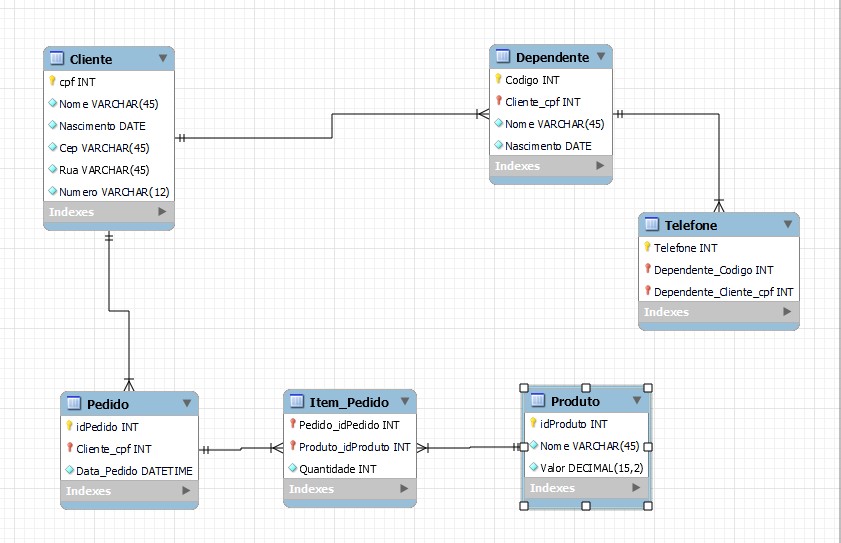 Cliente
cpf INT
Nome VARCHAR(45)
Nascimento DATE
Cep VARCHAR(45)
Rua VARCHAR(45)
Numero VARCHAR(12)
Indexes
Dependente
Codigo INT
Cliente_cpf INT
Nome VARCHAR(45)
Nascimento DATE
Indexes
Telefone
Telefone INT
Dependente_Codigo INT
Dependente_Cliente_cpf INT
Indexes
Pedido
idPedido INT
Cliente_cpf INT
Data_Pedido DATETIME
Indexes
Item_Pedido
Pedido_idPedido INT
Produto_idProduto INT
Quantidade INT
Indexes
Produto
idProduto INT
Nome VARCHAR(45)
Valor DECIMAL(15,2)
Indexes